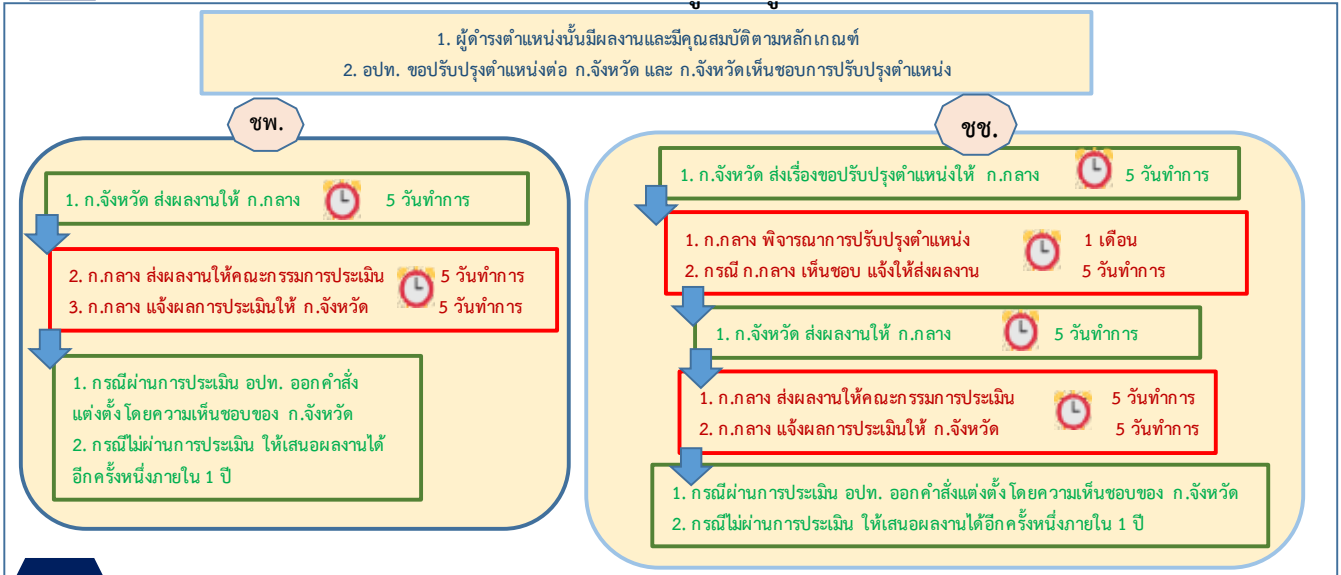 1. ผู้ดำรงตำแหน่งนั้นมีผลงานและมีคุณสมบัติตามหลักเกณฑ์
2. อปท. ขอปรับปรุงตำแหน่งต่อ ก.จังหวัด และ ก.จังหวัดเห็นชอบการปรับปรุงตำแหน่ง
ชพ.
1. ก.จังหวัด ส่งผลงานให้ ก.กลาง 5 วันทำการ
2. ก.กลาง ส่งผลงานให้คณะกรรมการประเมิน 5 วันทำการ
3. ก.กลาง แจ้งผลการประเมินให้ ก.จังหวัด 5 วันทำการ
1. กรณีผ่านการประเมิน อปท. ออกคำสั่ง
แต่งตั้ง โดยความเห็นชอบของ ก.จังหวัด
2. กรณีไม่ผ่านการประเมิน ให้เสนอผลงานได้
อีกครั้งหนึ่งภายใน 1 ปี
ชช.
1. ก.จังหวัด ส่งเรื่องขอปรับปรุงตำแหน่งให้ ก.กลาง 5 วันทำการ
1. ก.กลาง พิจารณาการปรับปรุงตำแหน่ง 1 เดือน
2. กรณี ก.กลาง เห็นชอบ แจ้งให้ส่งผลงาน 5 วันทำการ
1. ก.จังหวัด ส่งผลงานให้ ก.กลาง 5 วันทำการ
1. ก.กลาง ส่งผลงานให้คณะกรรมการประเมิน 5 วันทำการ
2. ก.กลาง แจ้งผลการประเมินให้ ก.จังหวัด 5 วันทำการ
1. กรณีผ่านการประเมิน อปท. ออกคำสั่งแต่งตั้ง โดยความเห็นชอบของ ก.จังหวัด
2. กรณีไม่ผ่านการประเมิน ให้เสนอผลงานได้อีกครั้งหนึ่งภายใน 1 ปี